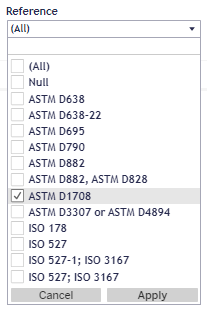 Reference
(All)
(All)
Null
ASTM D638
ASTM D638-22
ASTM D695
ASTM D790
ASTM D882
ASTM D882, ASTM D828
ASTM D1708
ASTM D3307 or ASTM D4894
ISO 178
ISO 527
ISO 527-1; ISO 3167
ISO 527; ISO 3167
Cancel Apply